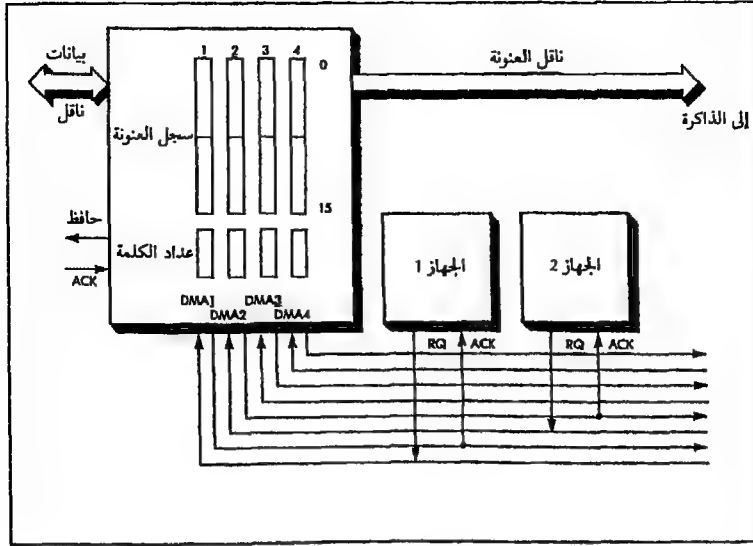 ناقل العنونة
بيانات
ناقل
إلى الذاكرة
1 2 3 4
0
سجل العنونة
15
حافظ
عداد الكلمة
ACK
الجهاز 1
الجهاز 2
DMA1
DMA2
DMA3
DMA4
RQ ACK
RQ ACK